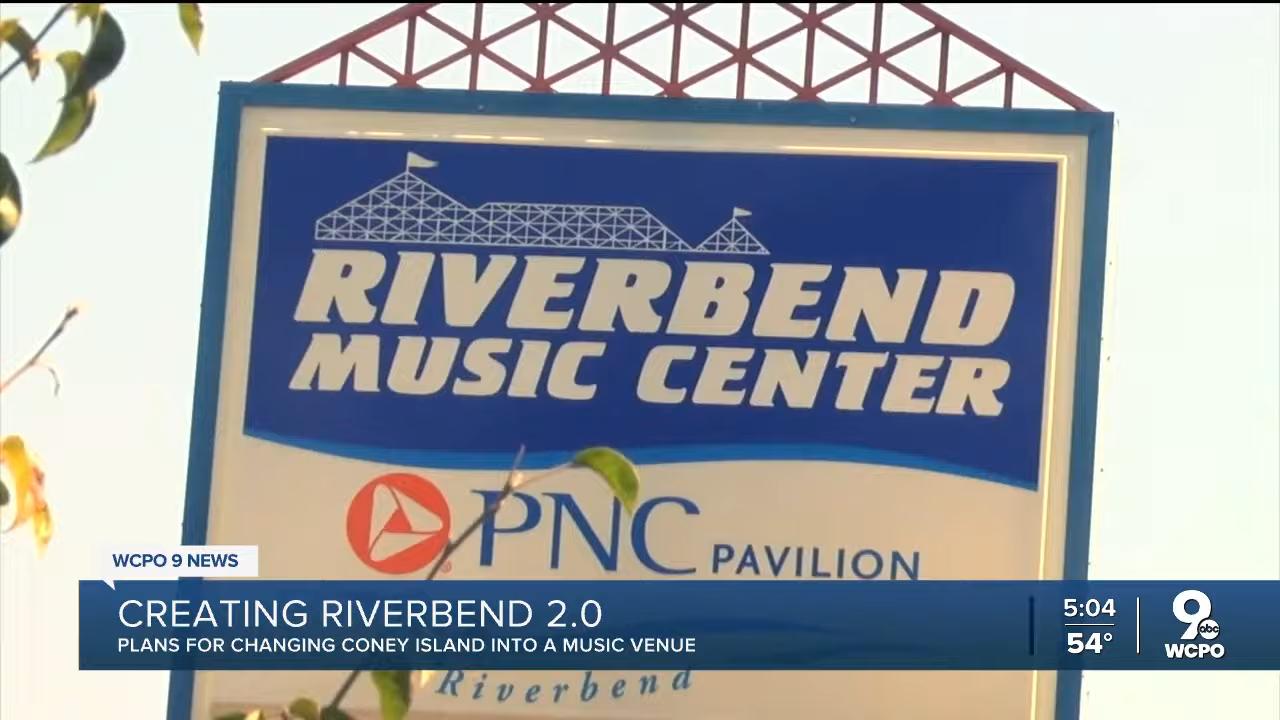 RIVERBEND
MUSIC CENTER
PNC PAVILION
WCPO 9 NEWS
CREATING RIVERBEND 2.0
PLANS FOR CHANGING CONEY ISLAND INTO A MUSIC VENUE
5:04
54°
9
abc
WCPO
Riverbend